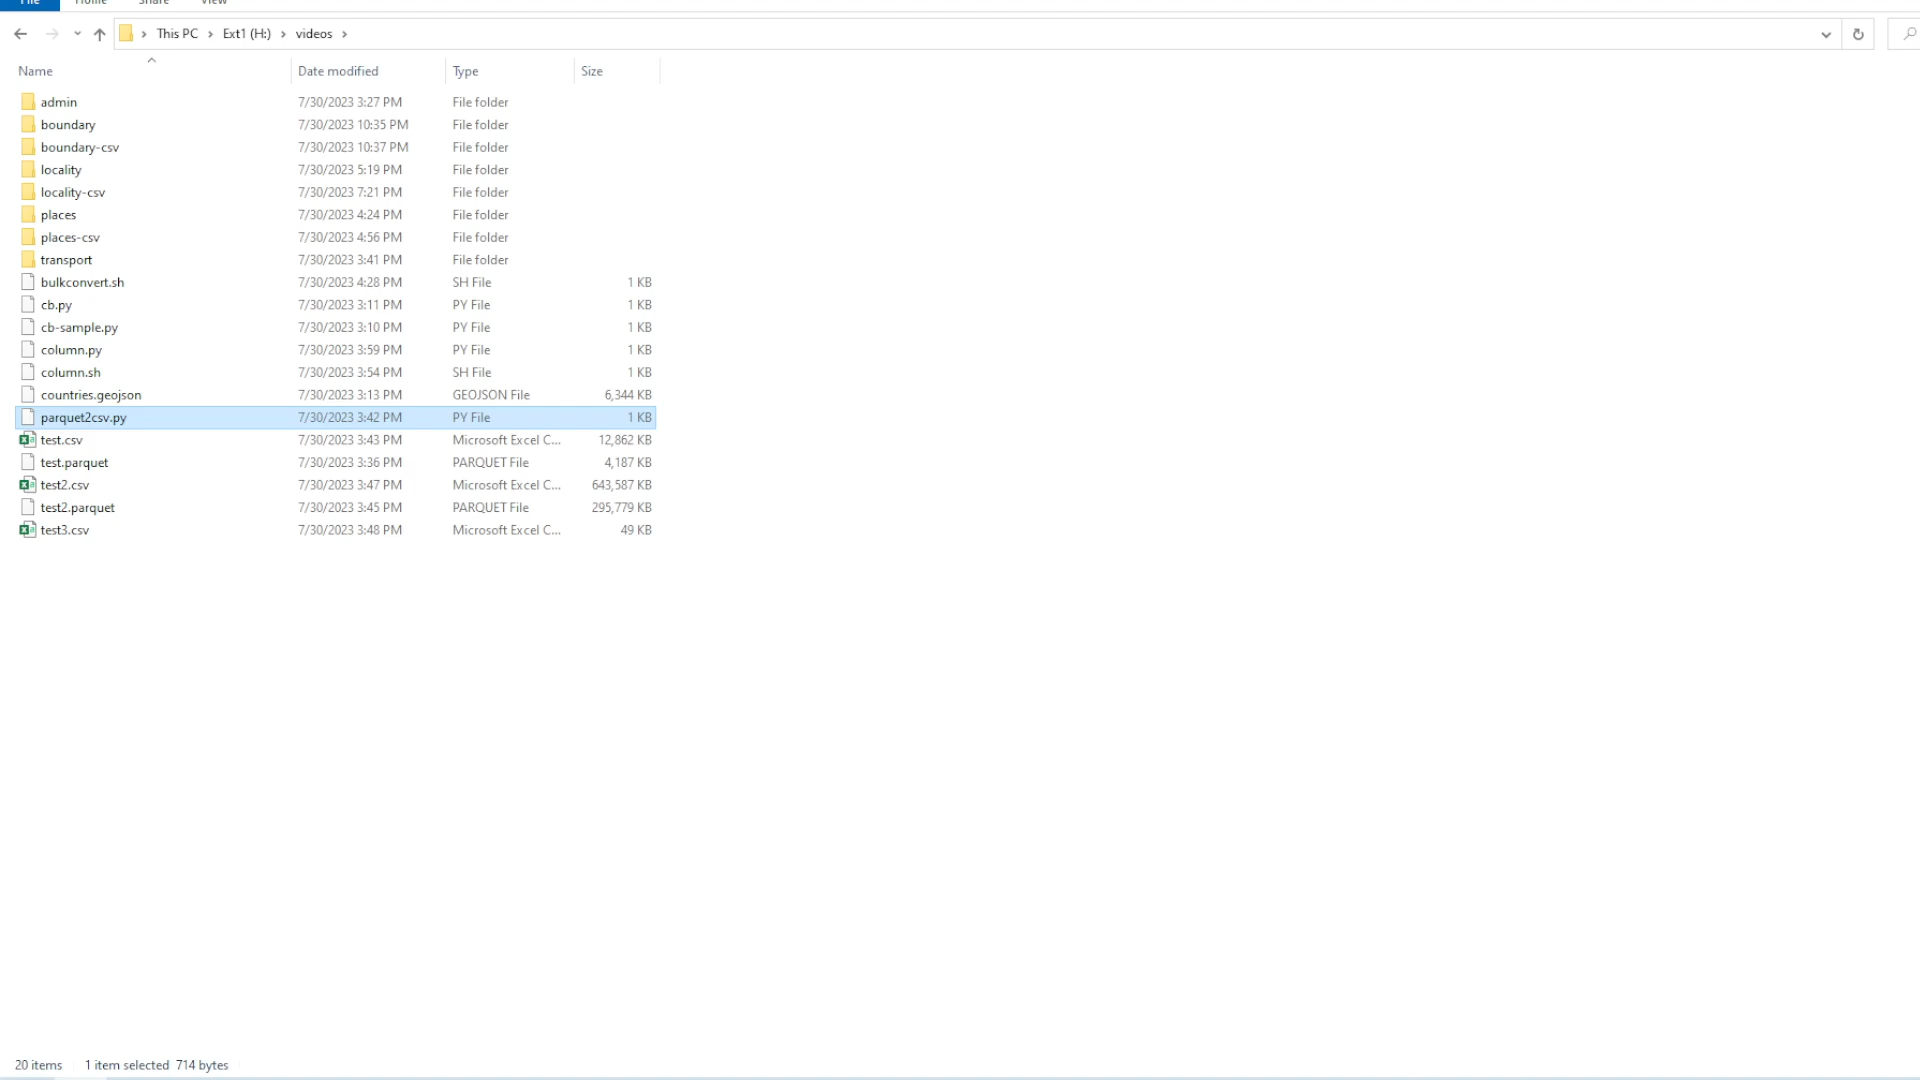 File Home Share View
This PC Ext1 (H:) videos
Name Date modified Type Size
admin 7/30/2023 3:27 PM File folder
boundary 7/30/2023 10:35 PM File folder
boundary-csv 7/30/2023 10:37 PM File folder
locality 7/30/2023 5:19 PM File folder
locality-csv 7/30/2023 7:21 PM File folder
places 7/30/2023 4:24 PM File folder
places-csv 7/30/2023 4:56 PM File folder
transport 7/30/2023 3:41 PM File folder
bulkconvert.sh 7/30/2023 4:28 PM SH File 1 KB
cb.py 7/30/2023 3:11 PM PY File 1 KB
cb-sample.py 7/30/2023 3:10 PM PY File 1 KB
column.py 7/30/2023 3:59 PM PY File 1 KB
column.sh 7/30/2023 3:54 PM SH File 1 KB
countries.geojson 7/30/2023 3:13 PM GEOJSON File 6,344 KB
parquet2csv.py 7/30/2023 3:42 PM PY File 1 KB
test.csv 7/30/2023 3:43 PM Microsoft Excel C... 12,862 KB
test.parquet 7/30/2023 3:36 PM PARQUET File 4,187 KB
test2.csv 7/30/2023 3:47 PM Microsoft Excel C... 643,587 KB
test2.parquet 7/30/2023 3:45 PM PARQUET File 295,779 KB
test3.csv 7/30/2023 3:48 PM Microsoft Excel C... 49 KB
20 items 1 item selected 714 bytes